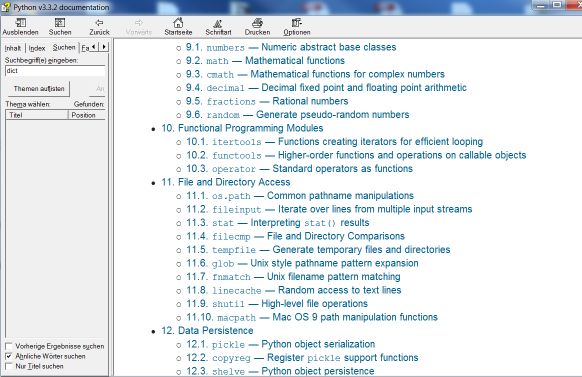 Python v3.3.2 documentation
Ausblenden Suchen Zurück Vorwärts Startseite Schriftart Drucken Optionen
Inhalt Index Suchen Fa
Suchbegriff(e) eingeben:
dict
Themen auflisten An
Thema wählen: Gefunden:
Titel Position
Vorherige Ergebnisse suchen
Ähnliche Wörter suchen
Nur Titel suchen
9.1. numbers — Numeric abstract base classes
9.2. math — Mathematical functions
9.3. cmath — Mathematical functions for complex numbers
9.4. decimal — Decimal fixed point and floating point arithmetic
9.5. fractions — Rational numbers
9.6. random — Generate pseudo-random numbers
10. Functional Programming Modules
10.1. itertools — Functions creating iterators for efficient looping
10.2. functools — Higher-order functions and operations on callable objects
10.3. operator — Standard operators as functions
11. File and Directory Access
11.1. os.path — Common pathname manipulations
11.2. fileinput — Iterate over lines from multiple input streams
11.3. stat — Interpreting stat() results
11.4. filecmp — File and Directory Comparisons
11.5. tempfile — Generate temporary files and directories
11.6. glob — Unix style pathname pattern expansion
11.7. fnmatch — Unix filename pattern matching
11.8. linecache — Random access to text lines
11.9. shutil — High-level file operations
11.10. macpath — Mac OS 9 path manipulation functions
12. Data Persistence
12.1. pickle — Python object serialization
12.2. copyreg — Register pickle support functions
12.3. shelve — Python object persistence